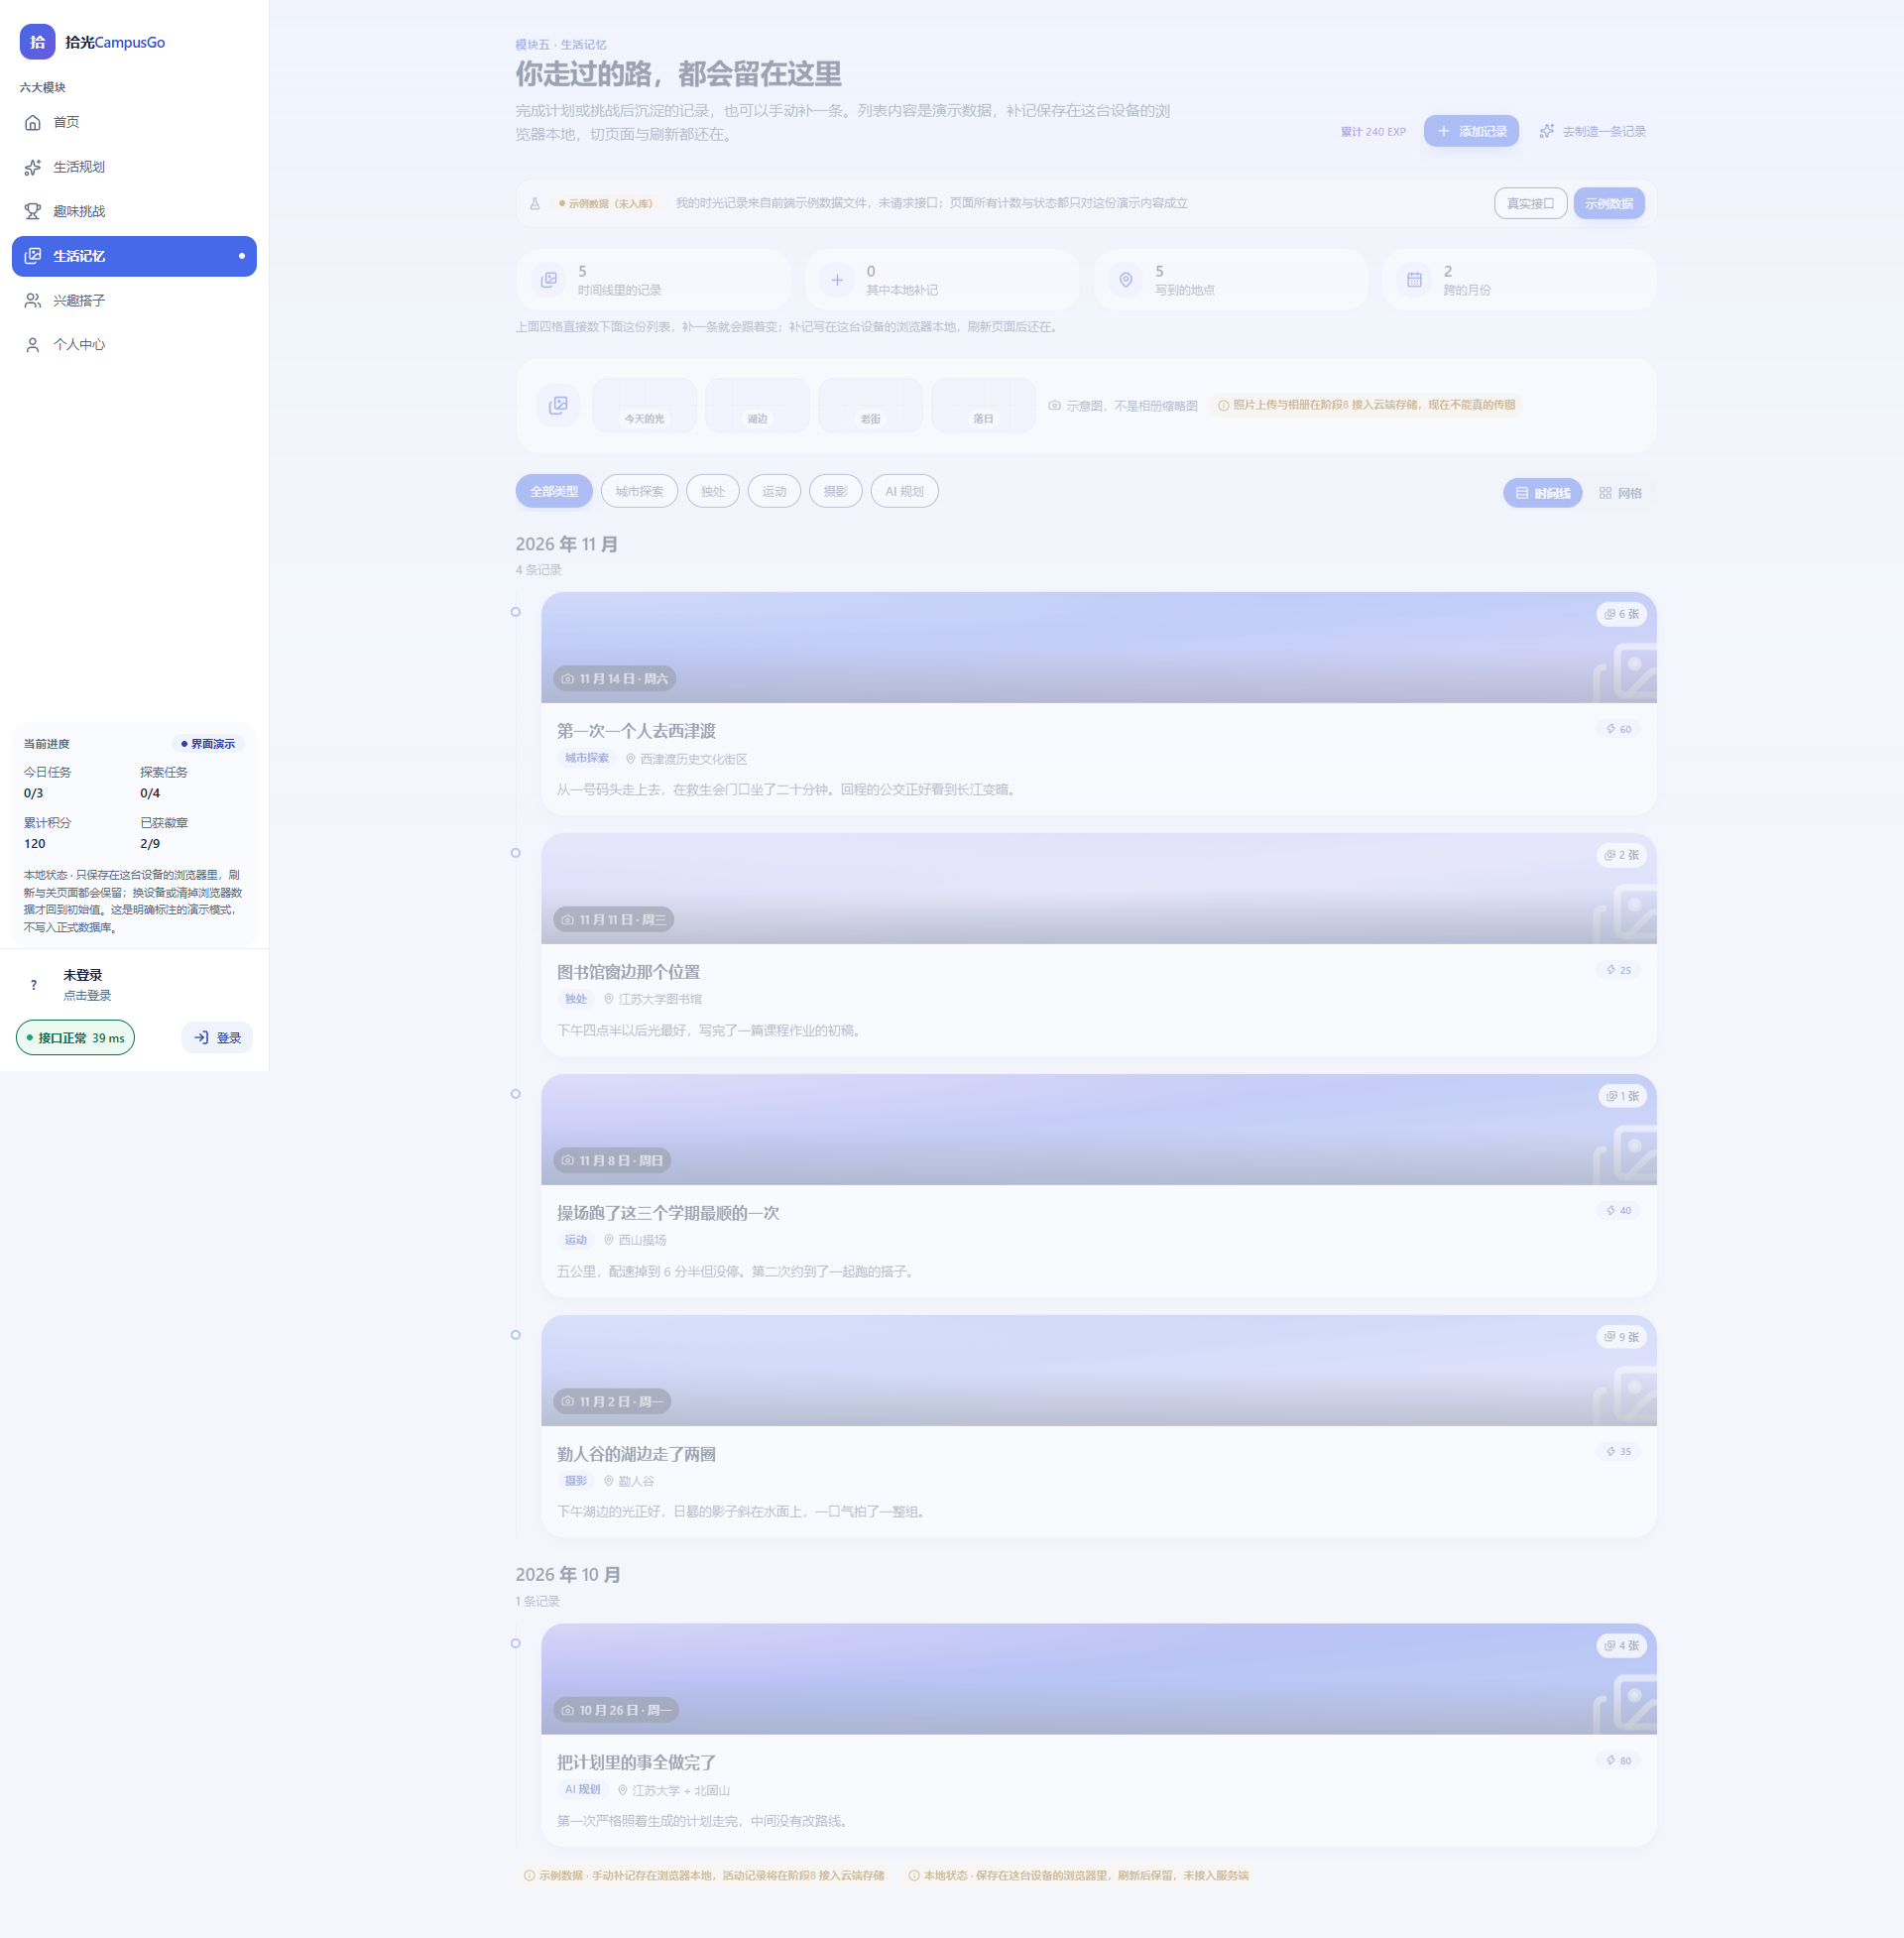 拾 拾光CampusGo
六大模块
首页
生活规划
趣味挑战
生活记忆
兴趣搭子
个人中心
当前进度 界面演示
今日任务 探索任务
0/3 0/4
累计积分 已获徽章
120 2/9
本地状态 · 只保存在这台设备的浏览器里，刷
新与关页面都会保留；换设备或清掉浏览器数
据才回到初始值。这是明确标注的演示模式，
不写入正式数据库。
? 未登录
点击登录
接口正常 39 ms 登录
模块五 · 生活记忆
你走过的路，都会留在这里
完成计划或挑战后沉淀的记录，也可以手动补一条。列表内容是演示数据，补记保存在这台设备的浏
览器本地，切页面与刷新都还在。
累计 240 EXP 添加记录 去制造一条记录
示例数据（未入库） 我的时光记录来自前端示例数据文件，未请求接口；页面所有计数与状态都只对这份演示内容成立 真实接口 示例数据
5 时间线里的记录
0 其中本地补记
5 写到的地点
2 跨的月份
上面四格直接数下面这份列表，补一条就会跟着变；补记写在这台设备的浏览器本地，刷新页面后还在。
今天的光 湖边 老街 落日 示意图，不是相册缩略图 照片上传与相册在阶段8 接入云端存储，现在不能真的传图
全部类型 城市探索 独处 运动 摄影 AI 规划 时间线 网格
2026 年 11 月
4 条记录
6 张
11 月 14 日 · 周六
第一次一个人去西津渡 60
城市探索 西津渡历史文化街区
从一号码头走上去，在救生会门口坐了二十分钟。回程的公交正好看到长江变暗。
2 张
11 月 11 日 · 周三
图书馆窗边那个位置 25
独处 江苏大学图书馆
下午四点半以后光最好，写完了一篇课程作业的初稿。
1 张
11 月 8 日 · 周日
操场跑了这三个学期最顺的一次 40
运动 西山操场
五公里，配速掉到 6 分半但没停。第二次约到了一起跑的搭子。
9 张
11 月 2 日 · 周一
勤人谷的湖边走了两圈 35
摄影 勤人谷
下午湖边的光正好，日晷的影子斜在水面上，一口气拍了一整组。
2026 年 10 月
1 条记录
4 张
10 月 26 日 · 周一
把计划里的事全做完了 80
AI 规划 江苏大学 + 北固山
第一次严格照着生成的计划走完，中间没有改路线。
示例数据 · 手动补记存在浏览器本地，活动记录将在阶段8 接入云端存储 本地状态 · 保存在这台设备的浏览器里，刷新后保留，未接入服务端